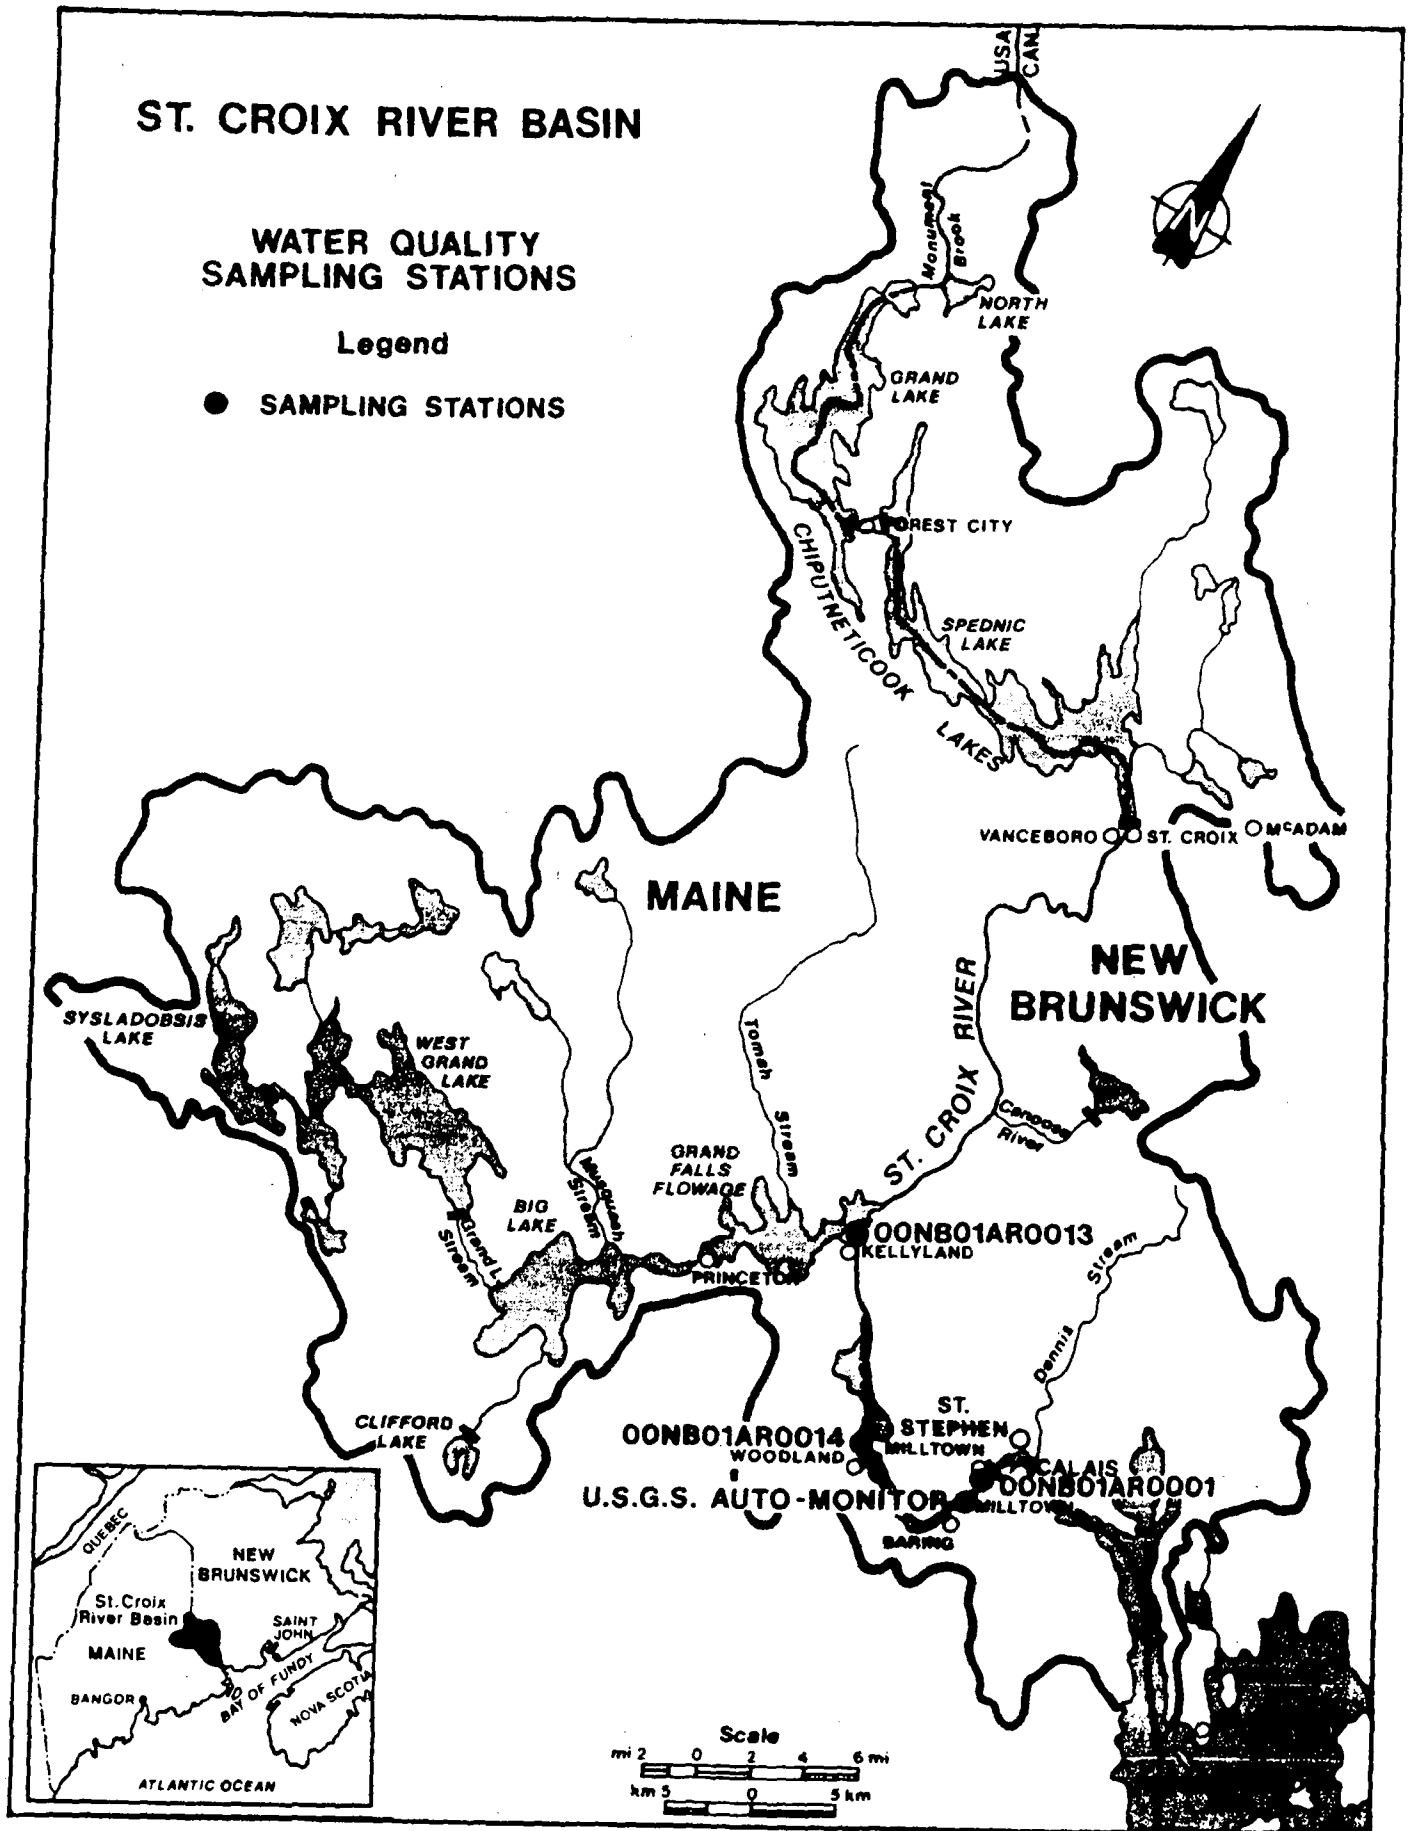 USA
CAN.
ST. CROIX RIVER BASIN
WATER QUALITY
SAMPLING STATIONS
Legend
SAMPLING STATIONS
N
Monument
Brook
NORTH
LAKE
GRAND
LAKE
OREST CITY
CHIPUTNETICOOK
LAKES
SPEDNIC
LAKE
VANCEBORO
ST. CROIX
McADAM
MAINE
NEW
BRUNSWICK
SYSLADOBSIS
LAKE
WEST
GRAND
LAKE
Tomah
Stream
ST. CROIX RIVER
Canoose
River
GRAND
FALLS
FLOWAGE
Musquash
Stream
BIG
LAKE
Grand L.
Stream
00NB01AR0013
KELLYLAND
PRINCETON
Dennis
Stream
CLIFFORD
LAKE
ST.
STEPHEN
00NB01AR0014
MILLTOWN
WOODLAND
CALAIS
00NB01AR0001
U.S.G.S. AUTO-MONITOR
MILLTOWN
BARING
QUEBEC
NEW
BRUNSWICK
St. Croix
River Basin
SAINT
JOHN
MAINE
BAY OF FUNDY
BANGOR
NOVA SCOTIA
ATLANTIC OCEAN
Scale
mi 2 0 2 4 6 mi
km 5 0 5 km